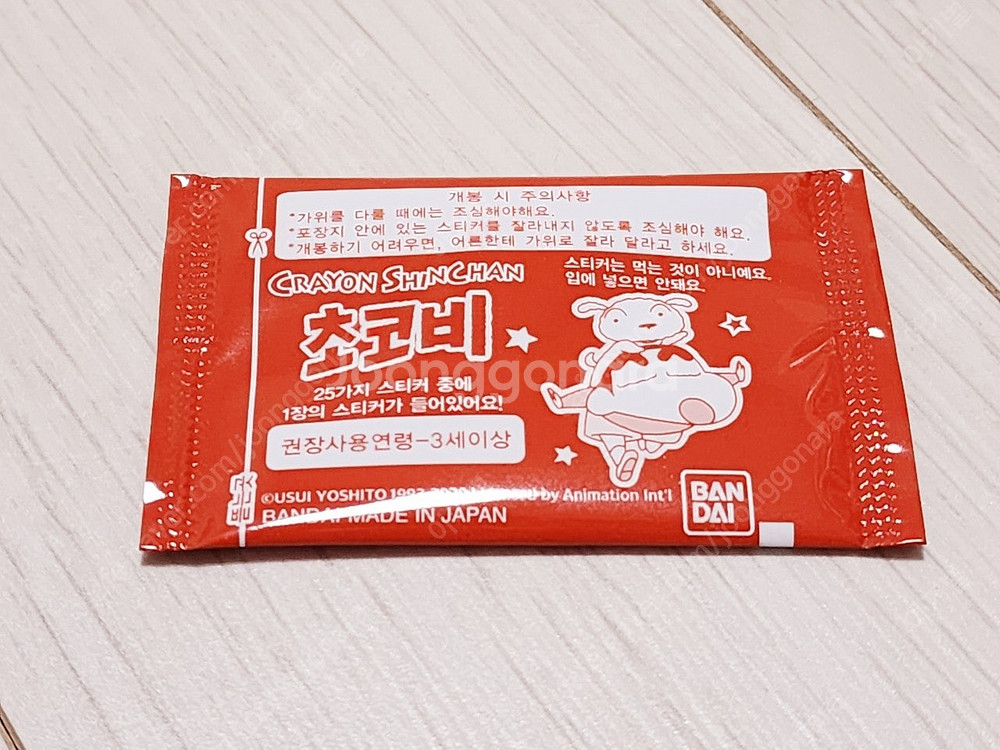 개봉 시 주의사항
*가위를 다룰 때에는 조심해야해요.
*포장지 안에 있는 스티커를 잘라내지 않도록 조심해야 해요.
*개봉하기 어려우면, 어른한테 가위로 잘라 달라고 하세요.
스티커는 먹는 것이 아니예요.
입에 넣으면 안돼요.
CRAYON SHINCHAN
초코비
25가지 스티커 중에
1장의 스티커가 들어있어요!
권장사용연령-3세이상
©USUI YOSHITO by Animation Int'l
BANDAI MADE IN JAPAN
BAN
DAI
뜯는곳
joonggonara